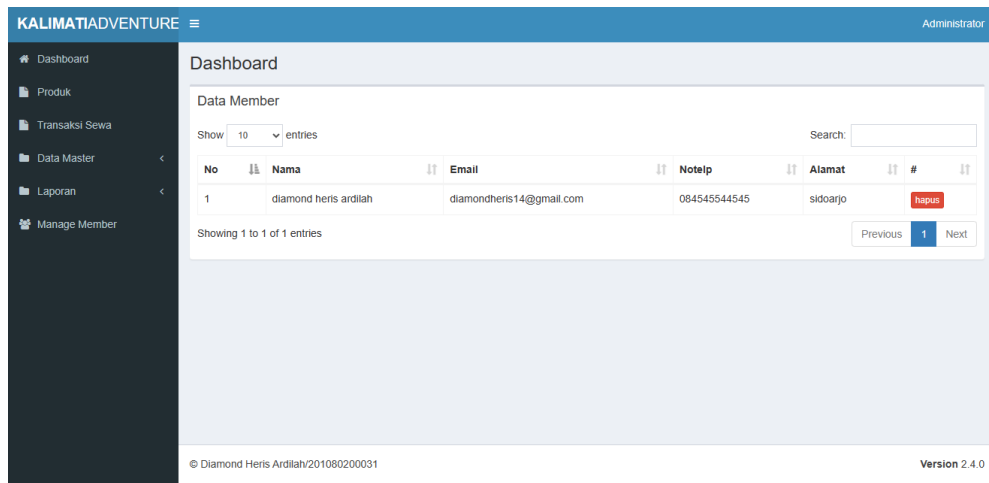 KALIMATIADVENTURE
Administrator
Dashboard
Produk
Transaksi Sewa
Data Master
Laporan
Manage Member
Dashboard
Data Member
Show 10 entries Search:
No Nama Email Notelp Alamat #
1 diamond heris ardilah diamondheris14@gmail.com 084545544545 sidoarjo hapus
Showing 1 to 1 of 1 entries Previous 1 Next
© Diamond Heris Ardilah/201080200031 Version 2.4.0